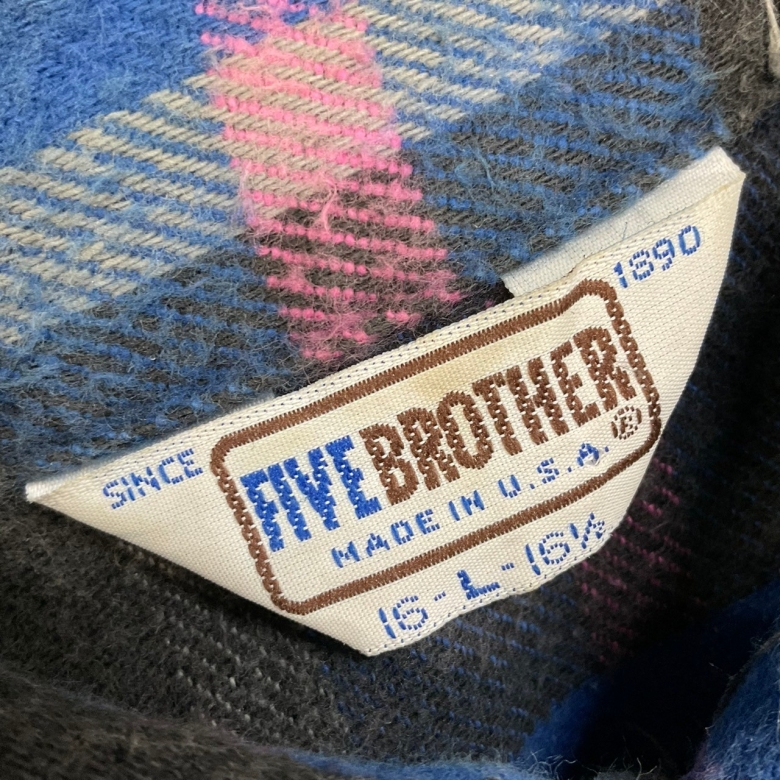 SINCE 1890
FIVE BROTHER ®
MADE IN U.S.A.
16-L-16½